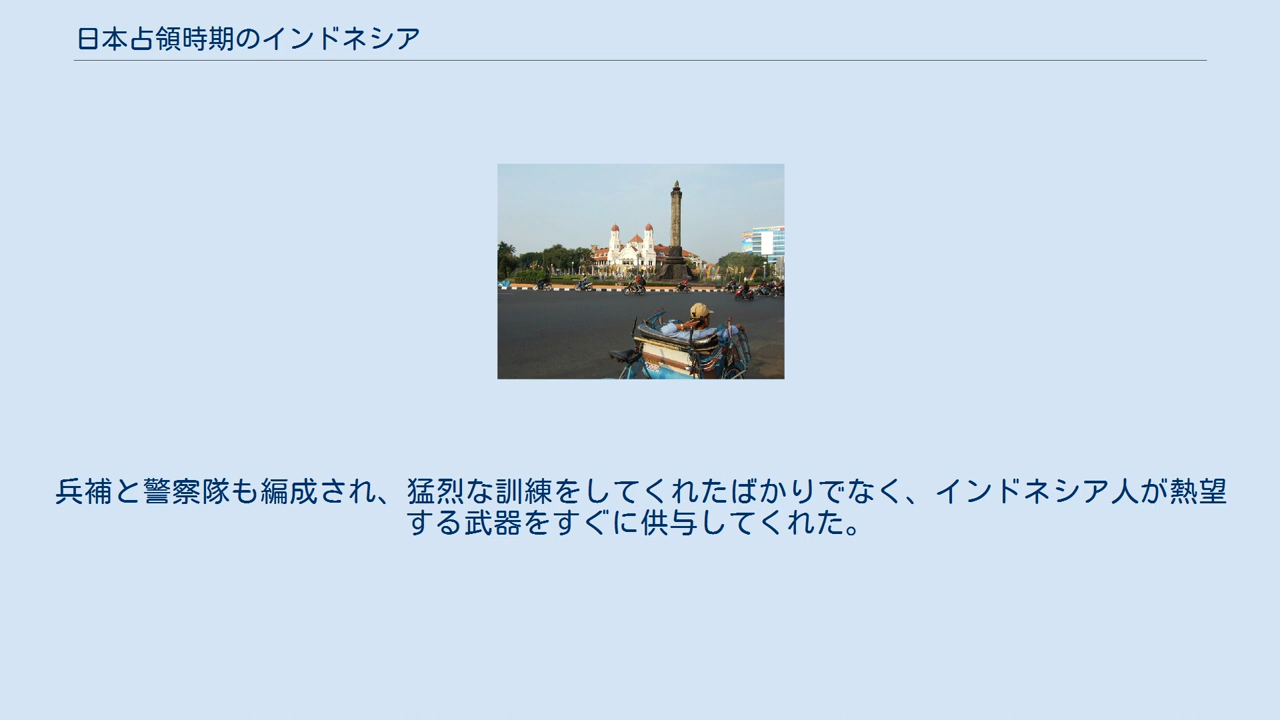 日本占領時期のインドネシア
兵補と警察隊も編成され、猛烈な訓練をしてくれたばかりでなく、インドネシア人が熱望
する武器をすぐに供与してくれた。